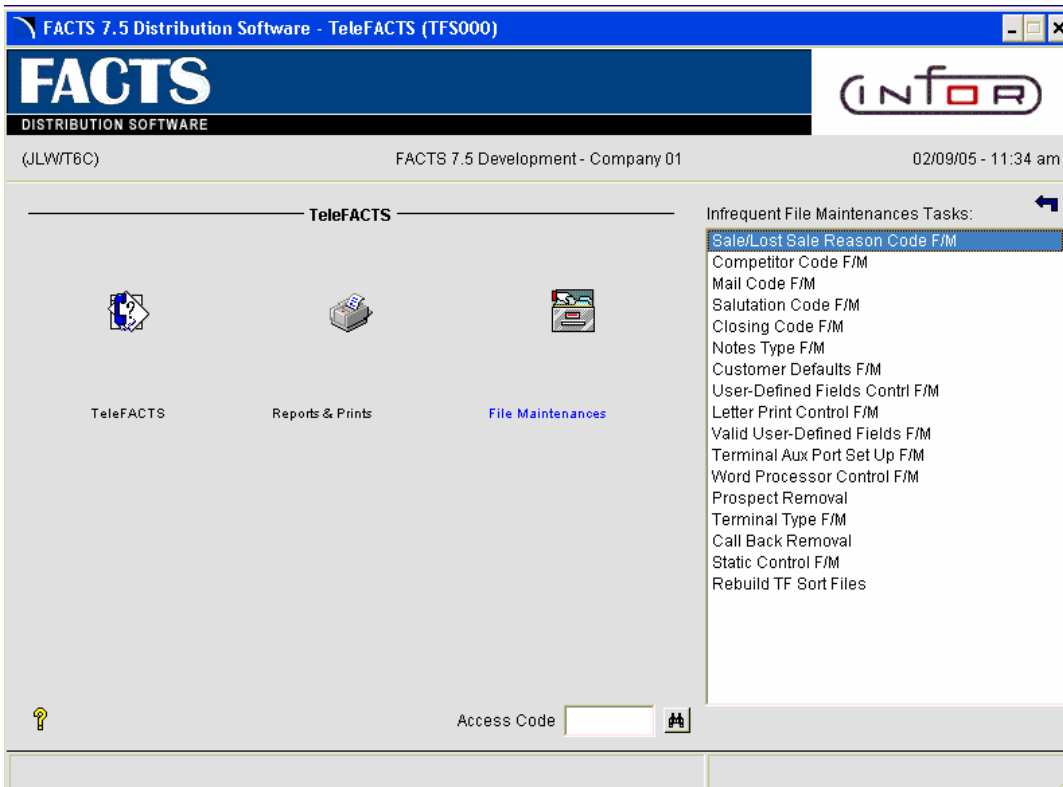 FACTS 7.5 Distribution Software - TeleFACTS (TFS000)
FACTS
DISTRIBUTION SOFTWARE
INFOR
(JLW/T6C)
FACTS 7.5 Development - Company 01
02/09/05 - 11:34 am
TeleFACTS
TeleFACTS
Reports & Prints
File Maintenances
Infrequent File Maintenances Tasks:
Sale/Lost Sale Reason Code F/M
Competitor Code F/M
Mail Code F/M
Salutation Code F/M
Closing Code F/M
Notes Type F/M
Customer Defaults F/M
User-Defined Fields Contrl F/M
Letter Print Control F/M
Valid User-Defined Fields F/M
Terminal Aux Port Set Up F/M
Word Processor Control F/M
Prospect Removal
Terminal Type F/M
Call Back Removal
Static Control F/M
Rebuild TF Sort Files
Access Code